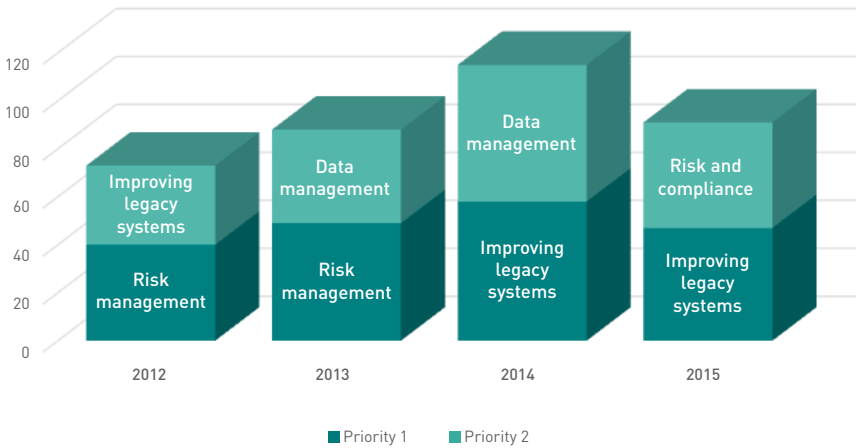 120
100
80
60
40
20
0
Improving
legacy
systems
Risk
management
Data
management
Risk
management
Data
management
Improving
legacy
systems
Risk and
compliance
Improving
legacy
systems
2012
2013
2014
2015
Priority 1
Priority 2